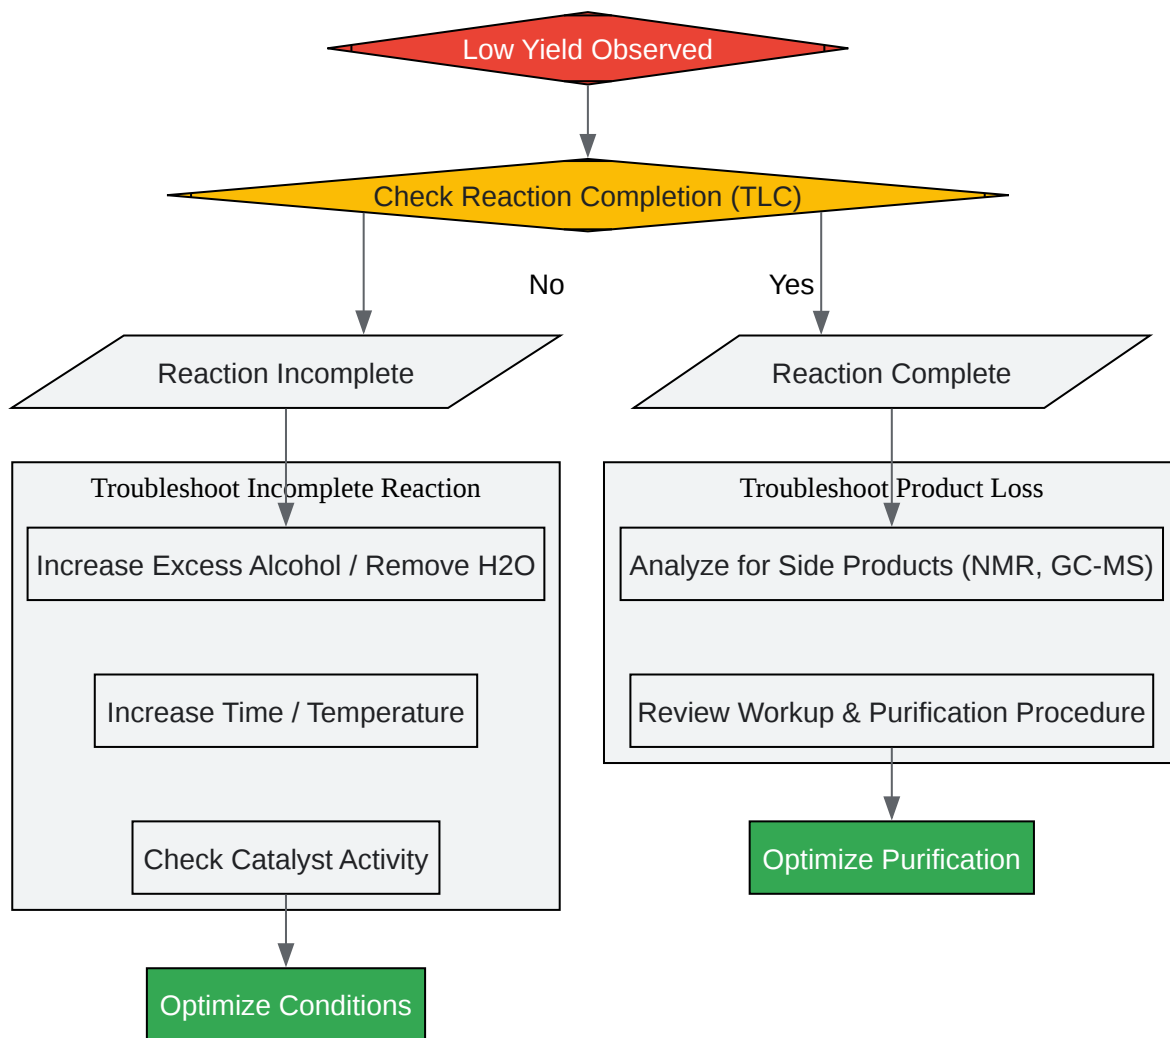 Low Yield Observed
Check Reaction Completion (TLC)
No
Yes
Reaction Incomplete
Reaction Complete
Troubleshoot Incomplete Reaction
Troubleshoot Product Loss
Increase Excess Alcohol / Remove H2O
Analyze for Side Products (NMR, GC-MS)
Increase Time / Temperature
Review Workup & Purification Procedure
Check Catalyst Activity
Optimize Purification
Optimize Conditions